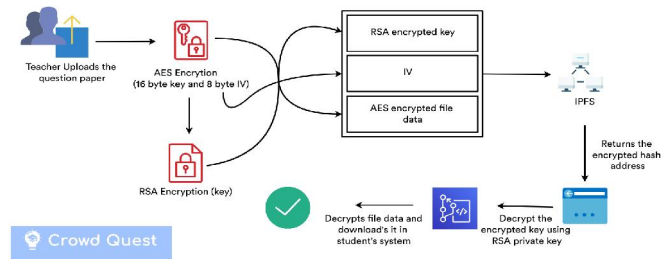 Teacher Uploads the
question paper
AES Encrytion
(16 byte key and 8 byte IV)
RSA Encryption (key)
RSA encrypted key
IV
AES encrypted file
data
IPFS
Returns the
encrypted hash
address
Decrypt the
encrypted key using
RSA private key
Decrypts file data and
download's it in
student's system
Crowd Quest